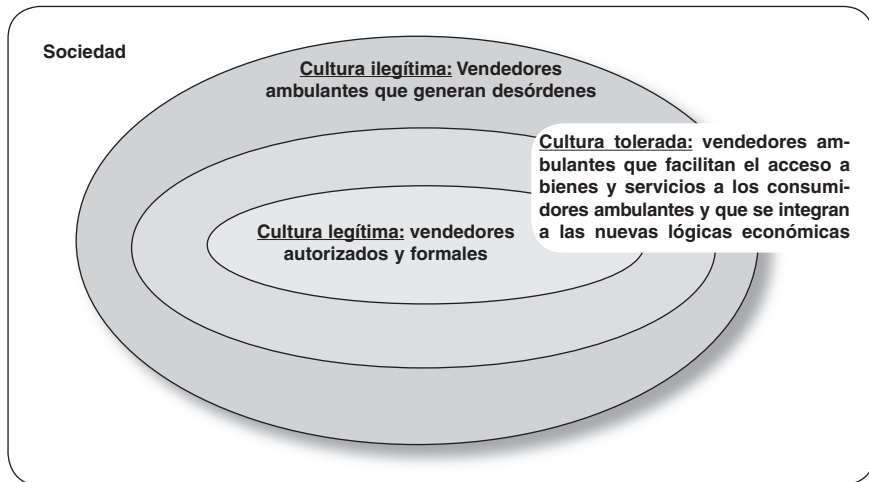 Sociedad
Cultura ilegítima: Vendedores
ambulantes que generan desórdenes
Cultura tolerada: vendedores am-
bulantes que facilitan el acceso a
bienes y servicios a los consumi-
dores ambulantes y que se integran
a las nuevas lógicas económicas
Cultura legítima: vendedores
autorizados y formales